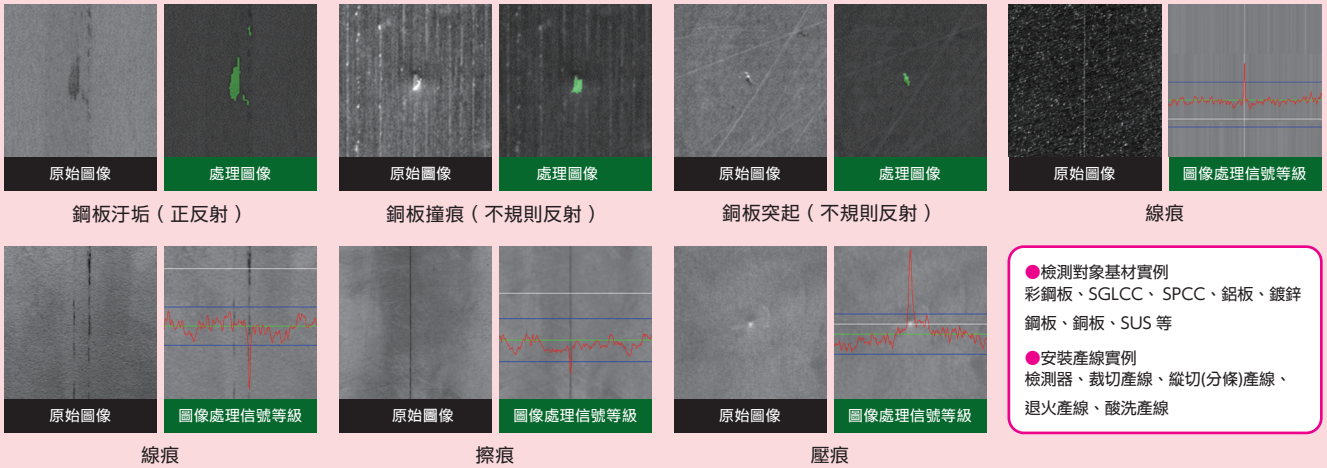 原始圖像
處理圖像
鋼板汙垢（正反射）
原始圖像
處理圖像
銅板撞痕（不規則反射）
原始圖像
處理圖像
銅板突起（不規則反射）
原始圖像
圖像處理信號等級
線痕
原始圖像
圖像處理信號等級
線痕
原始圖像
圖像處理信號等級
擦痕
原始圖像
圖像處理信號等級
壓痕
●檢測對象基材實例
彩鋼板、SGLCC、 SPCC、鋁板、鍍鋅
鋼板、銅板、SUS 等
●安裝產線實例
檢測器、裁切產線、縱切(分條)產線、
退火產線、酸洗產線